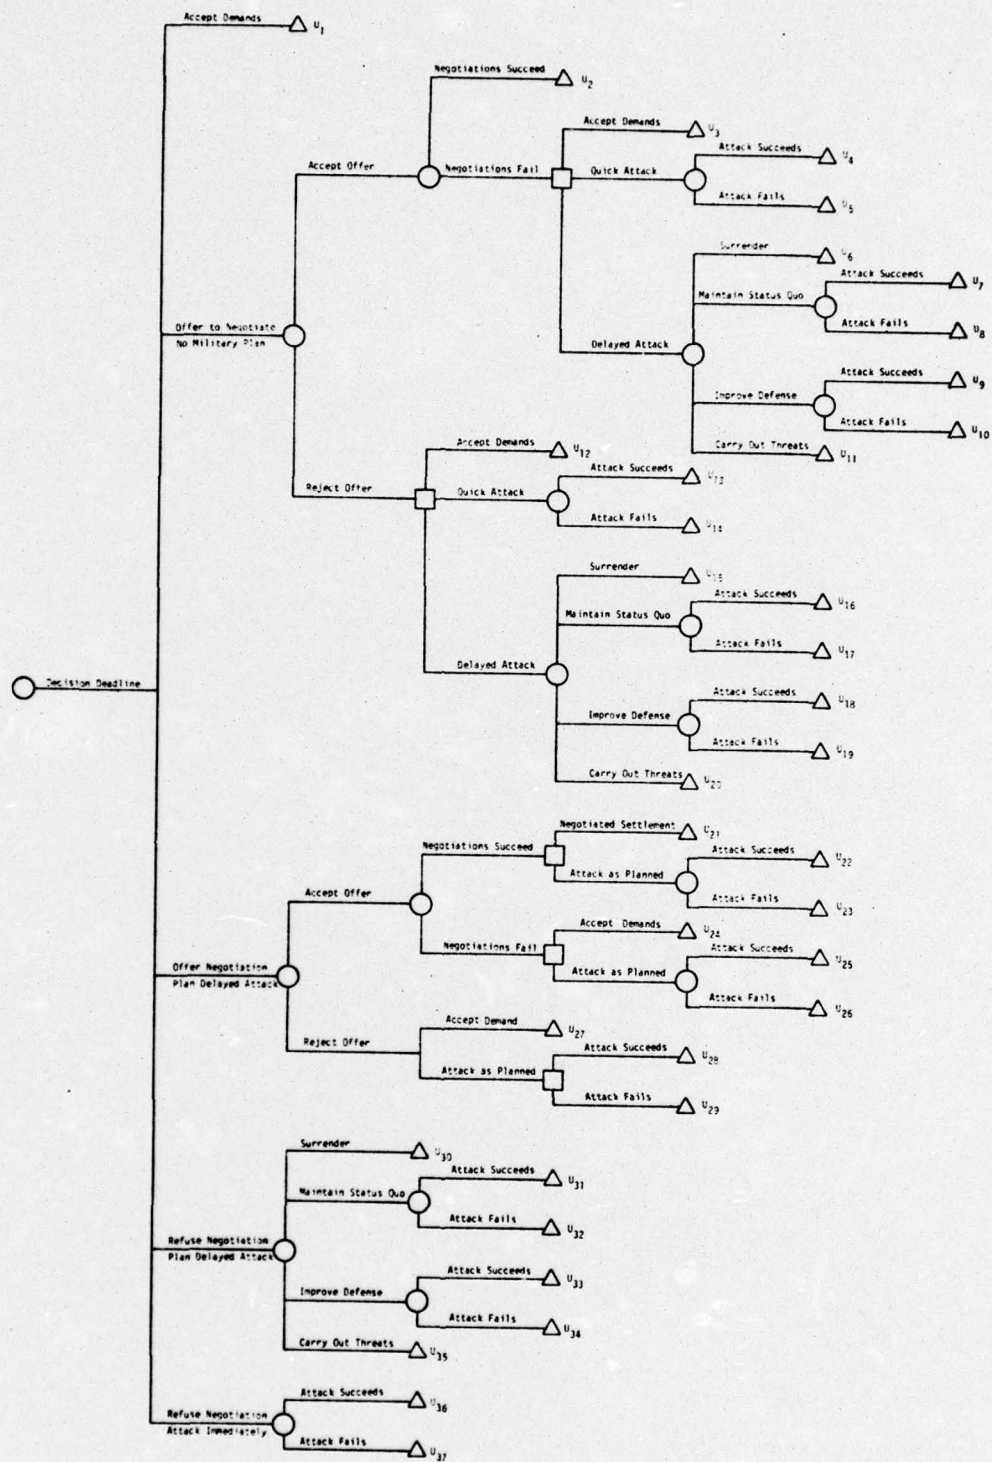 Accept Demands
U1
Negotiations Succeed
U2
Accept Demands
U3
Attack Succeeds
U4
Accept Offer
Negotiations Fail
Quick Attack
Attack Fails
U5
Surrender
U6
Attack Succeeds
U7
Maintain Status Quo
Attack Fails
U8
Offer to Negotiate
No Military Plan
Delayed Attack
Attack Succeeds
U9
Improve Defense
Attack Fails
U10
Carry Out Threats
U11
Accept Demands
U12
Attack Succeeds
U13
Reject Offer
Quick Attack
Attack Fails
U14
Surrender
U15
Attack Succeeds
U16
Maintain Status Quo
Attack Fails
U17
Delayed Attack
Decision Deadline
Attack Succeeds
U18
Improve Defense
Attack Fails
U19
Carry Out Threats
U20
Negotiated Settlement
U21
Negotiations Succeed
Attack Succeeds
U22
Attack as Planned
Attack Fails
U23
Accept Offer
Accept Demands
U24
Negotiations Fail
Attack Succeeds
U25
Attack as Planned
Attack Fails
U26
Offer Negotiation
Plan Delayed Attack
Accept Demand
U27
Reject Offer
Attack Succeeds
U28
Attack as Planned
Attack Fails
U29
Surrender
U30
Attack Succeeds
U31
Maintain Status Quo
Attack Fails
U32
Refuse Negotiation
Plan Delayed Attack
Attack Succeeds
U33
Improve Defense
Attack Fails
U34
Carry Out Threats
U35
Attack Succeeds
U36
Refuse Negotiation
Attack Immediately
Attack Fails
U37